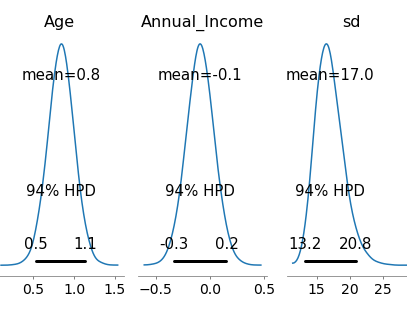 Age
mean=0.8
94% HPD
0.5 1.1
0.5 1.0 1.5
Annual_Income
mean=-0.1
94% HPD
-0.3 0.2
−0.5 0.0 0.5
sd
mean=17.0
94% HPD
13.2 20.8
15 20 25